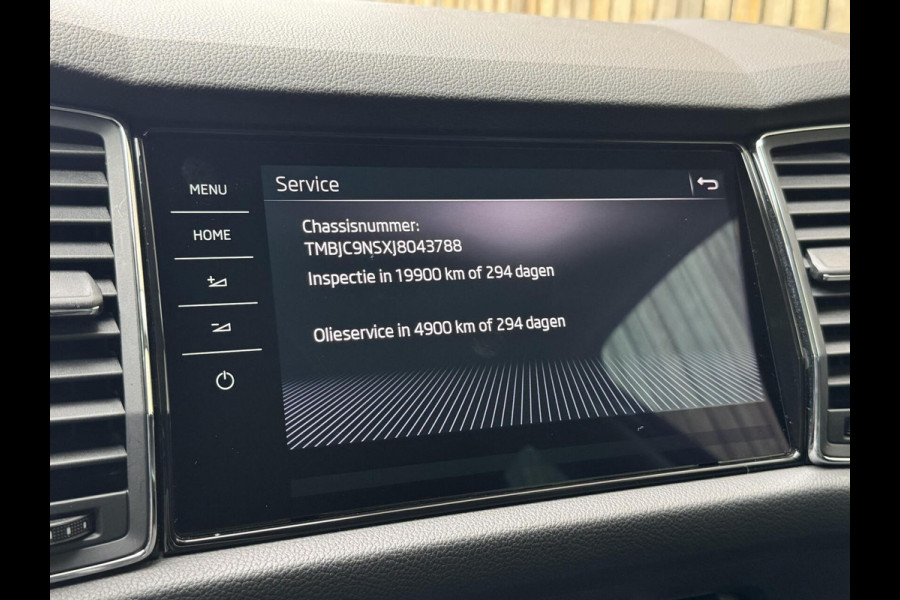 MENU
HOME
Service
Chassisnummer:
TMBJC9NSXJ8043788
Inspectie in 19900 km of 294 dagen
Olieservice in 4900 km of 294 dagen